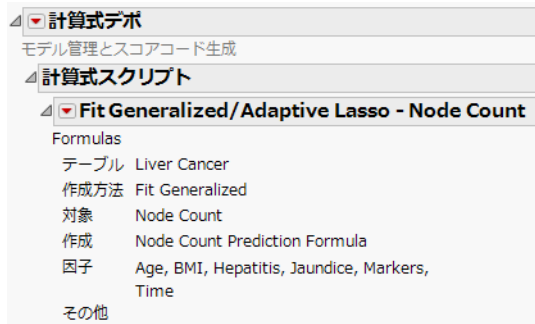 計算式デポ
モデル管理とスコアコード生成
計算式スクリプト
Fit Generalized/Adaptive Lasso - Node Count
Formulas
テーブル Liver Cancer
作成方法 Fit Generalized
対象 Node Count
作成 Node Count Prediction Formula
因子 Age, BMI, Hepatitis, Jaundice, Markers,
Time
その他